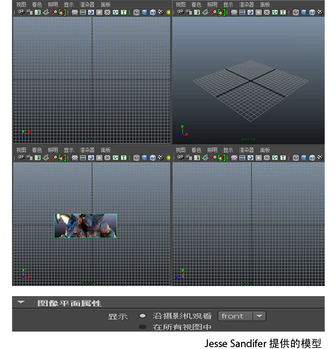 视图 着色 照明 显示 渲染器 面板
视图 着色 照明 显示 渲染器 面板
视图 着色 照明 显示 渲染器 面板
视图 着色 照明 显示 渲染器 面板
图像平面属性
显示 沿摄影机观看 front
在所有视图中
Jesse Sandifer 提供的模型